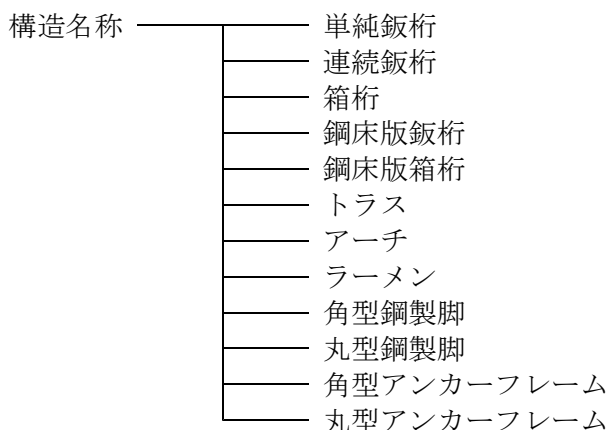 構造名称
単純鈑桁
連続鈑桁
箱桁
鋼床版鈑桁
鋼床版箱桁
トラス
アーチ
ラーメン
角型鋼製脚
丸型鋼製脚
角型アンカーフレーム
丸型アンカーフレーム